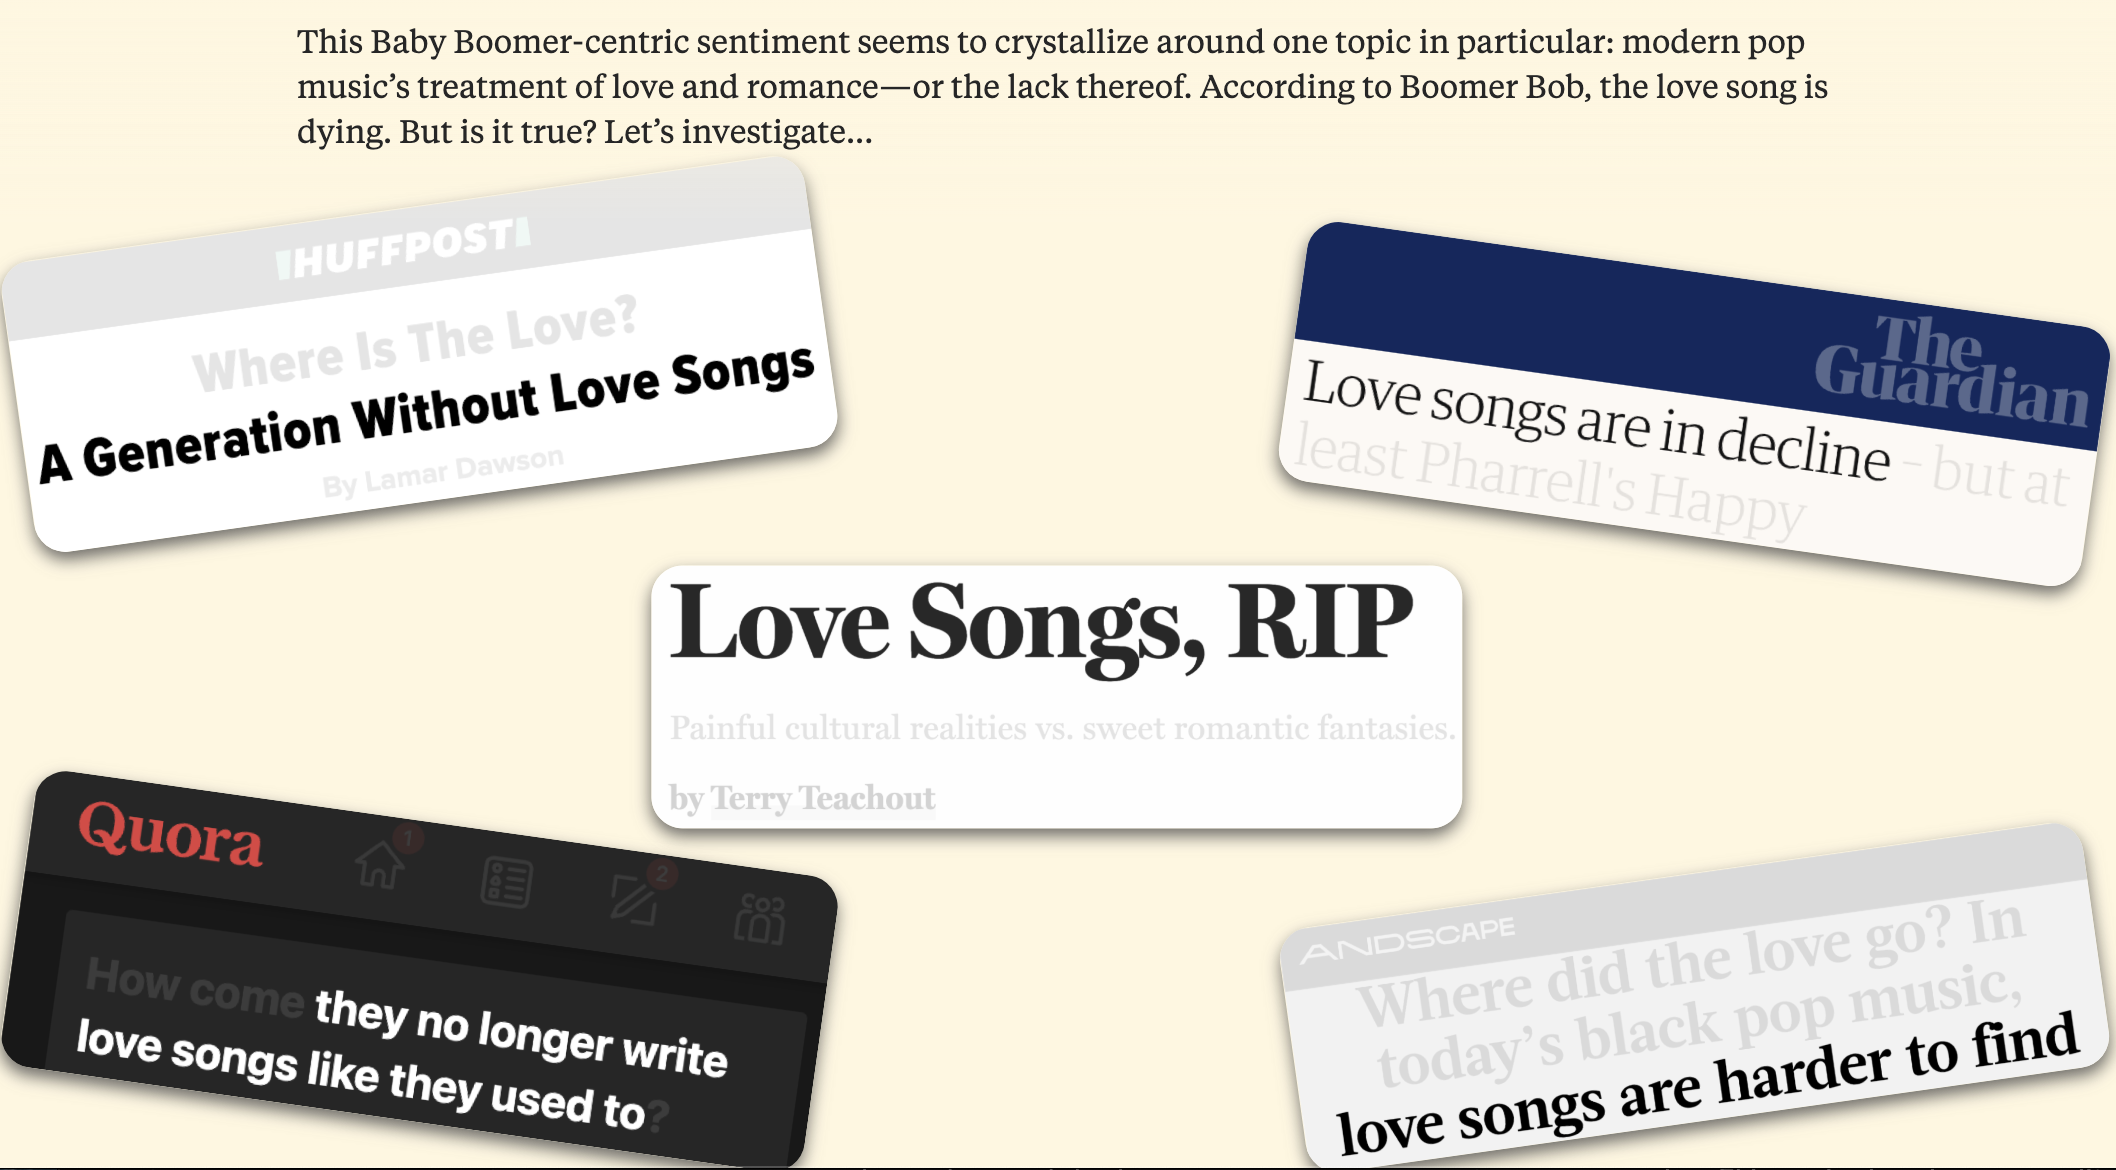 This Baby Boomer-centric sentiment seems to crystallize around one topic in particular: modern pop
music’s treatment of love and romance—or the lack thereof. According to Boomer Bob, the love song is
dying. But is it true? Let’s investigate...
HUFFPOST
Where Is The Love?
A Generation Without Love Songs
By Lamar Dawson
The
Guardian
Love songs are in decline – but at
least Pharrell's Happy
Love Songs, RIP
Painful cultural realities vs. sweet romantic fantasies.
by Terry Teachout
Quora
1
2
How come they no longer write
love songs like they used to?
ANDSCAPE
Where did the love go? In
today’s black pop music,
love songs are harder to find